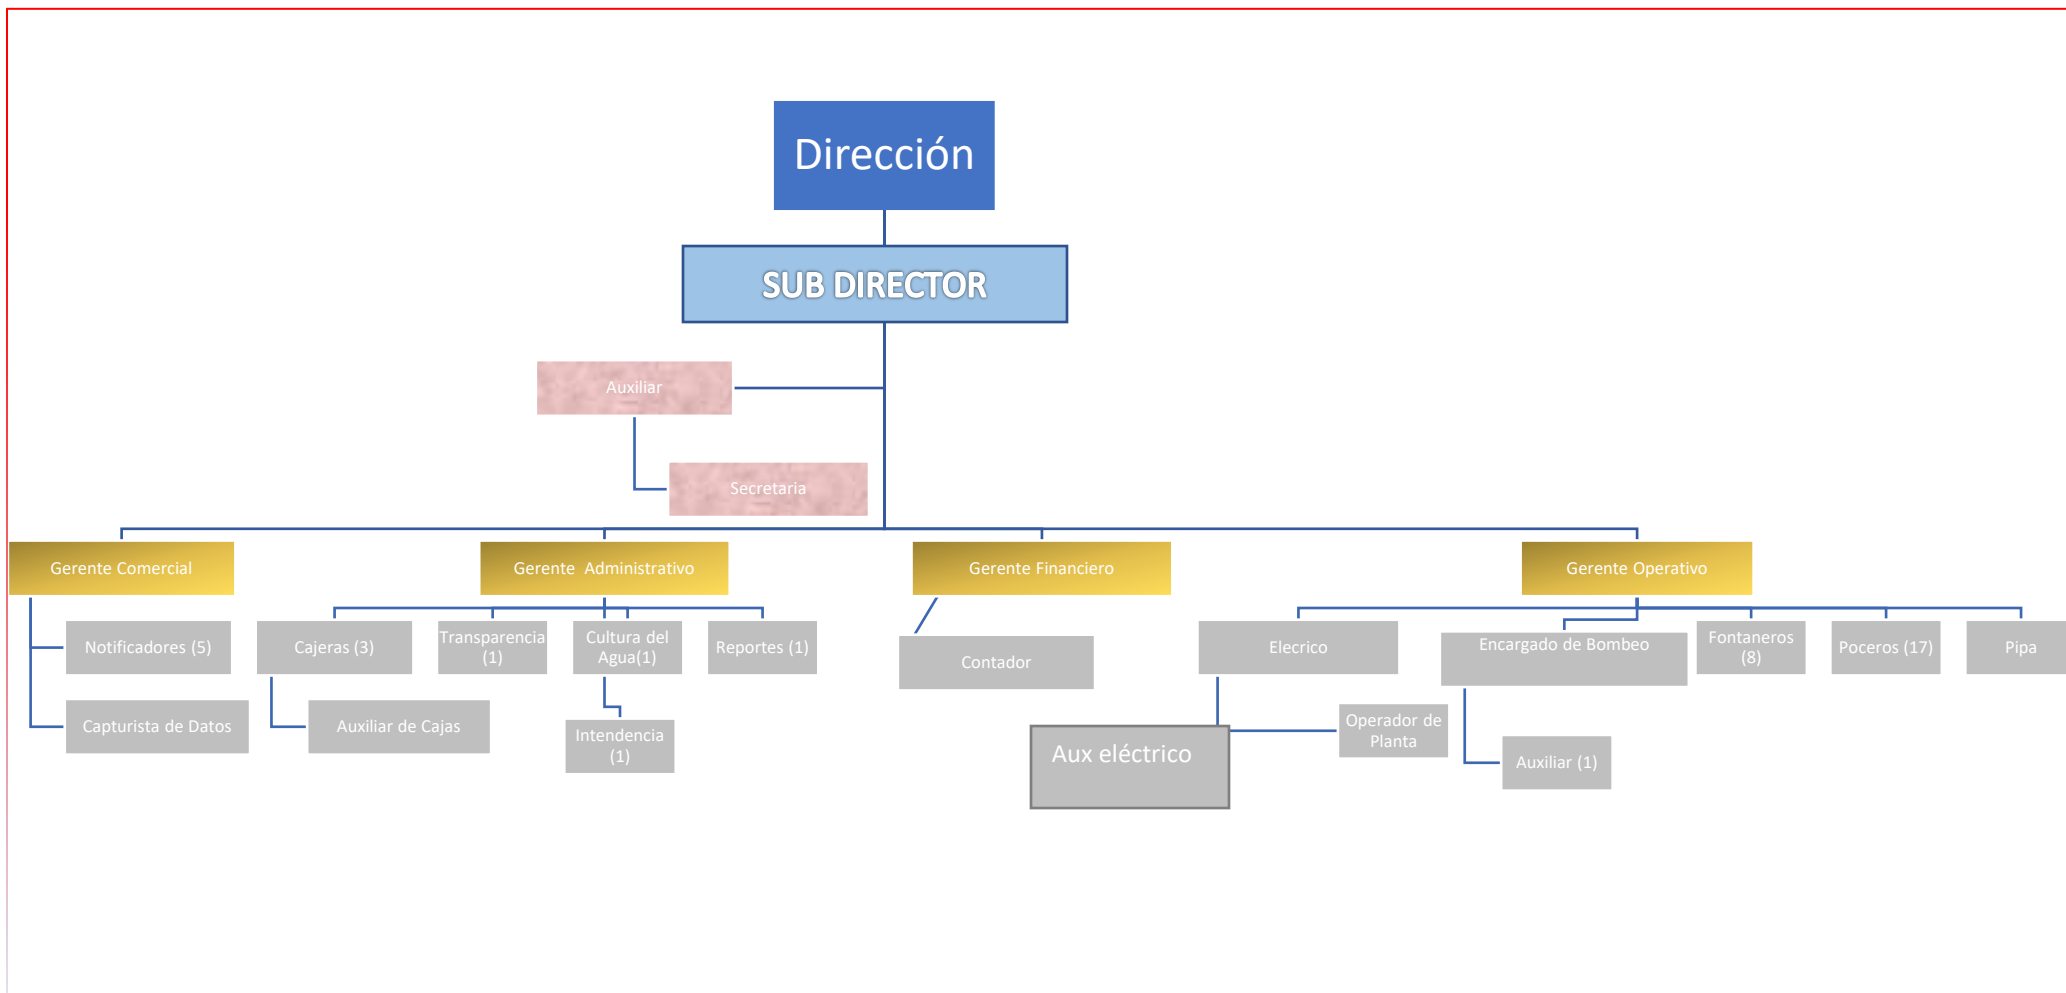 Dirección
SUB DIRECTOR
Auxiliar
Secretaria
Gerente Comercial
Gerente  Administrativo
Gerente Financiero
Gerente Operativo
Notificadores (5)
Cajeras (3)
Transparencia
(1)
Cultura del
Agua(1)
Reportes (1)
Contador
Elecrico
Encargado de Bombeo
Fontaneros
(8)
Poceros (17)
Pipa
Capturista de Datos
Auxiliar de Cajas
Intendencia
(1)
Aux eléctrico
Operador de
Planta
Auxiliar (1)